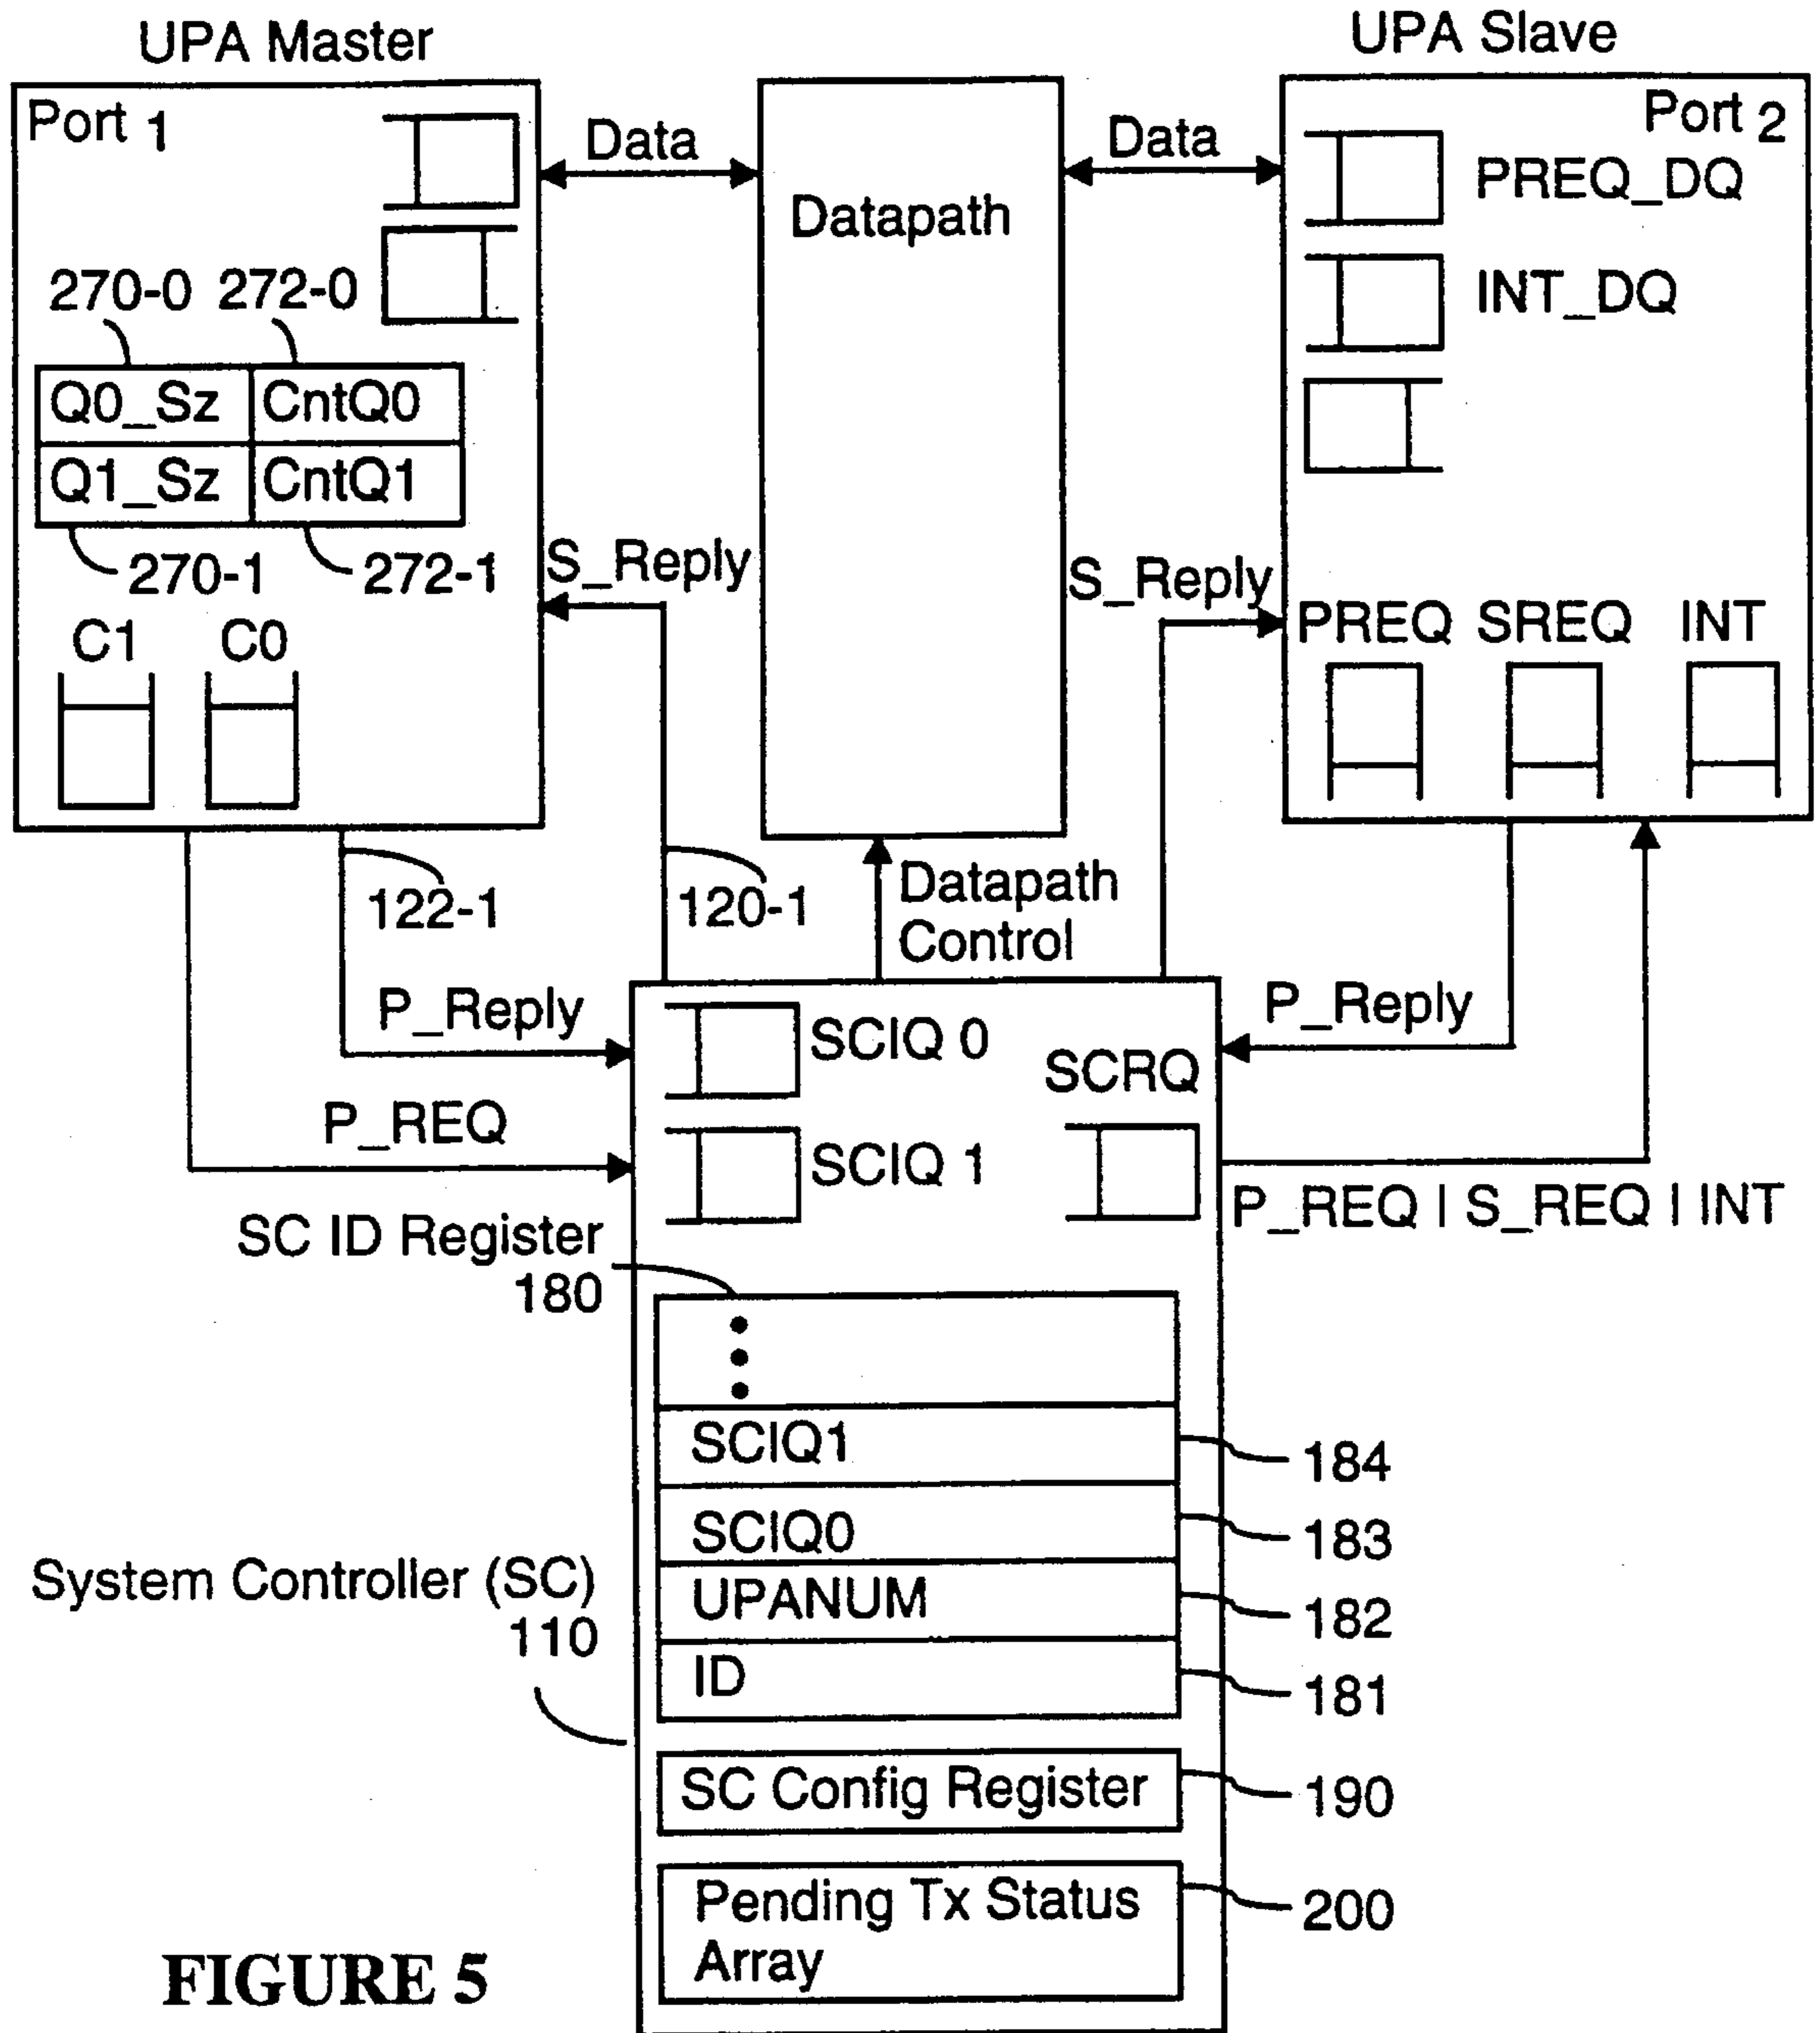 UPA Master
UPA Slave
Port 1
Data
Datapath
Data
Port 2
PREQ_DQ
INT_DQ
270-0 272-0
Q0_Sz CntQ0
Q1_Sz CntQ1
270-1 272-1
S_Reply
S_Reply
C1 C0
PREQ SREQ INT
122-1
120-1
Datapath
Control
P_Reply
P_REQ
SCIQ 0
SCRQ
SCIQ 1
P_Reply
P_REQ | S_REQ | INT
SC ID Register
180
SCIQ1
184
SCIQ0
183
UPANUM
182
ID
181
System Controller (SC)
110
SC Config Register
190
Pending Tx Status
Array
200
FIGURE 5